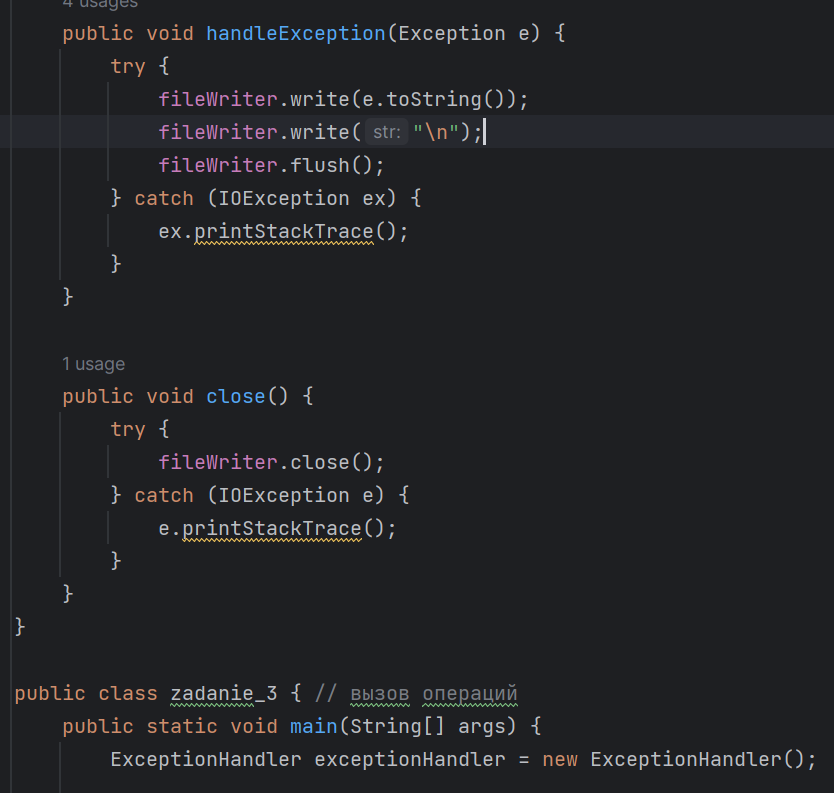 4 usages
public void handleException(Exception e) {
try {
fileWriter.write(e.toString());
fileWriter.write( str: "\n");
fileWriter.flush();
} catch (IOException ex) {
ex.printStackTrace();
}
}
1 usage
public void close() {
try {
fileWriter.close();
} catch (IOException e) {
e.printStackTrace();
}
}
}
public class zadanie_3 { // вызов операций
public static void main(String[] args) {
ExceptionHandler exceptionHandler = new ExceptionHandler();